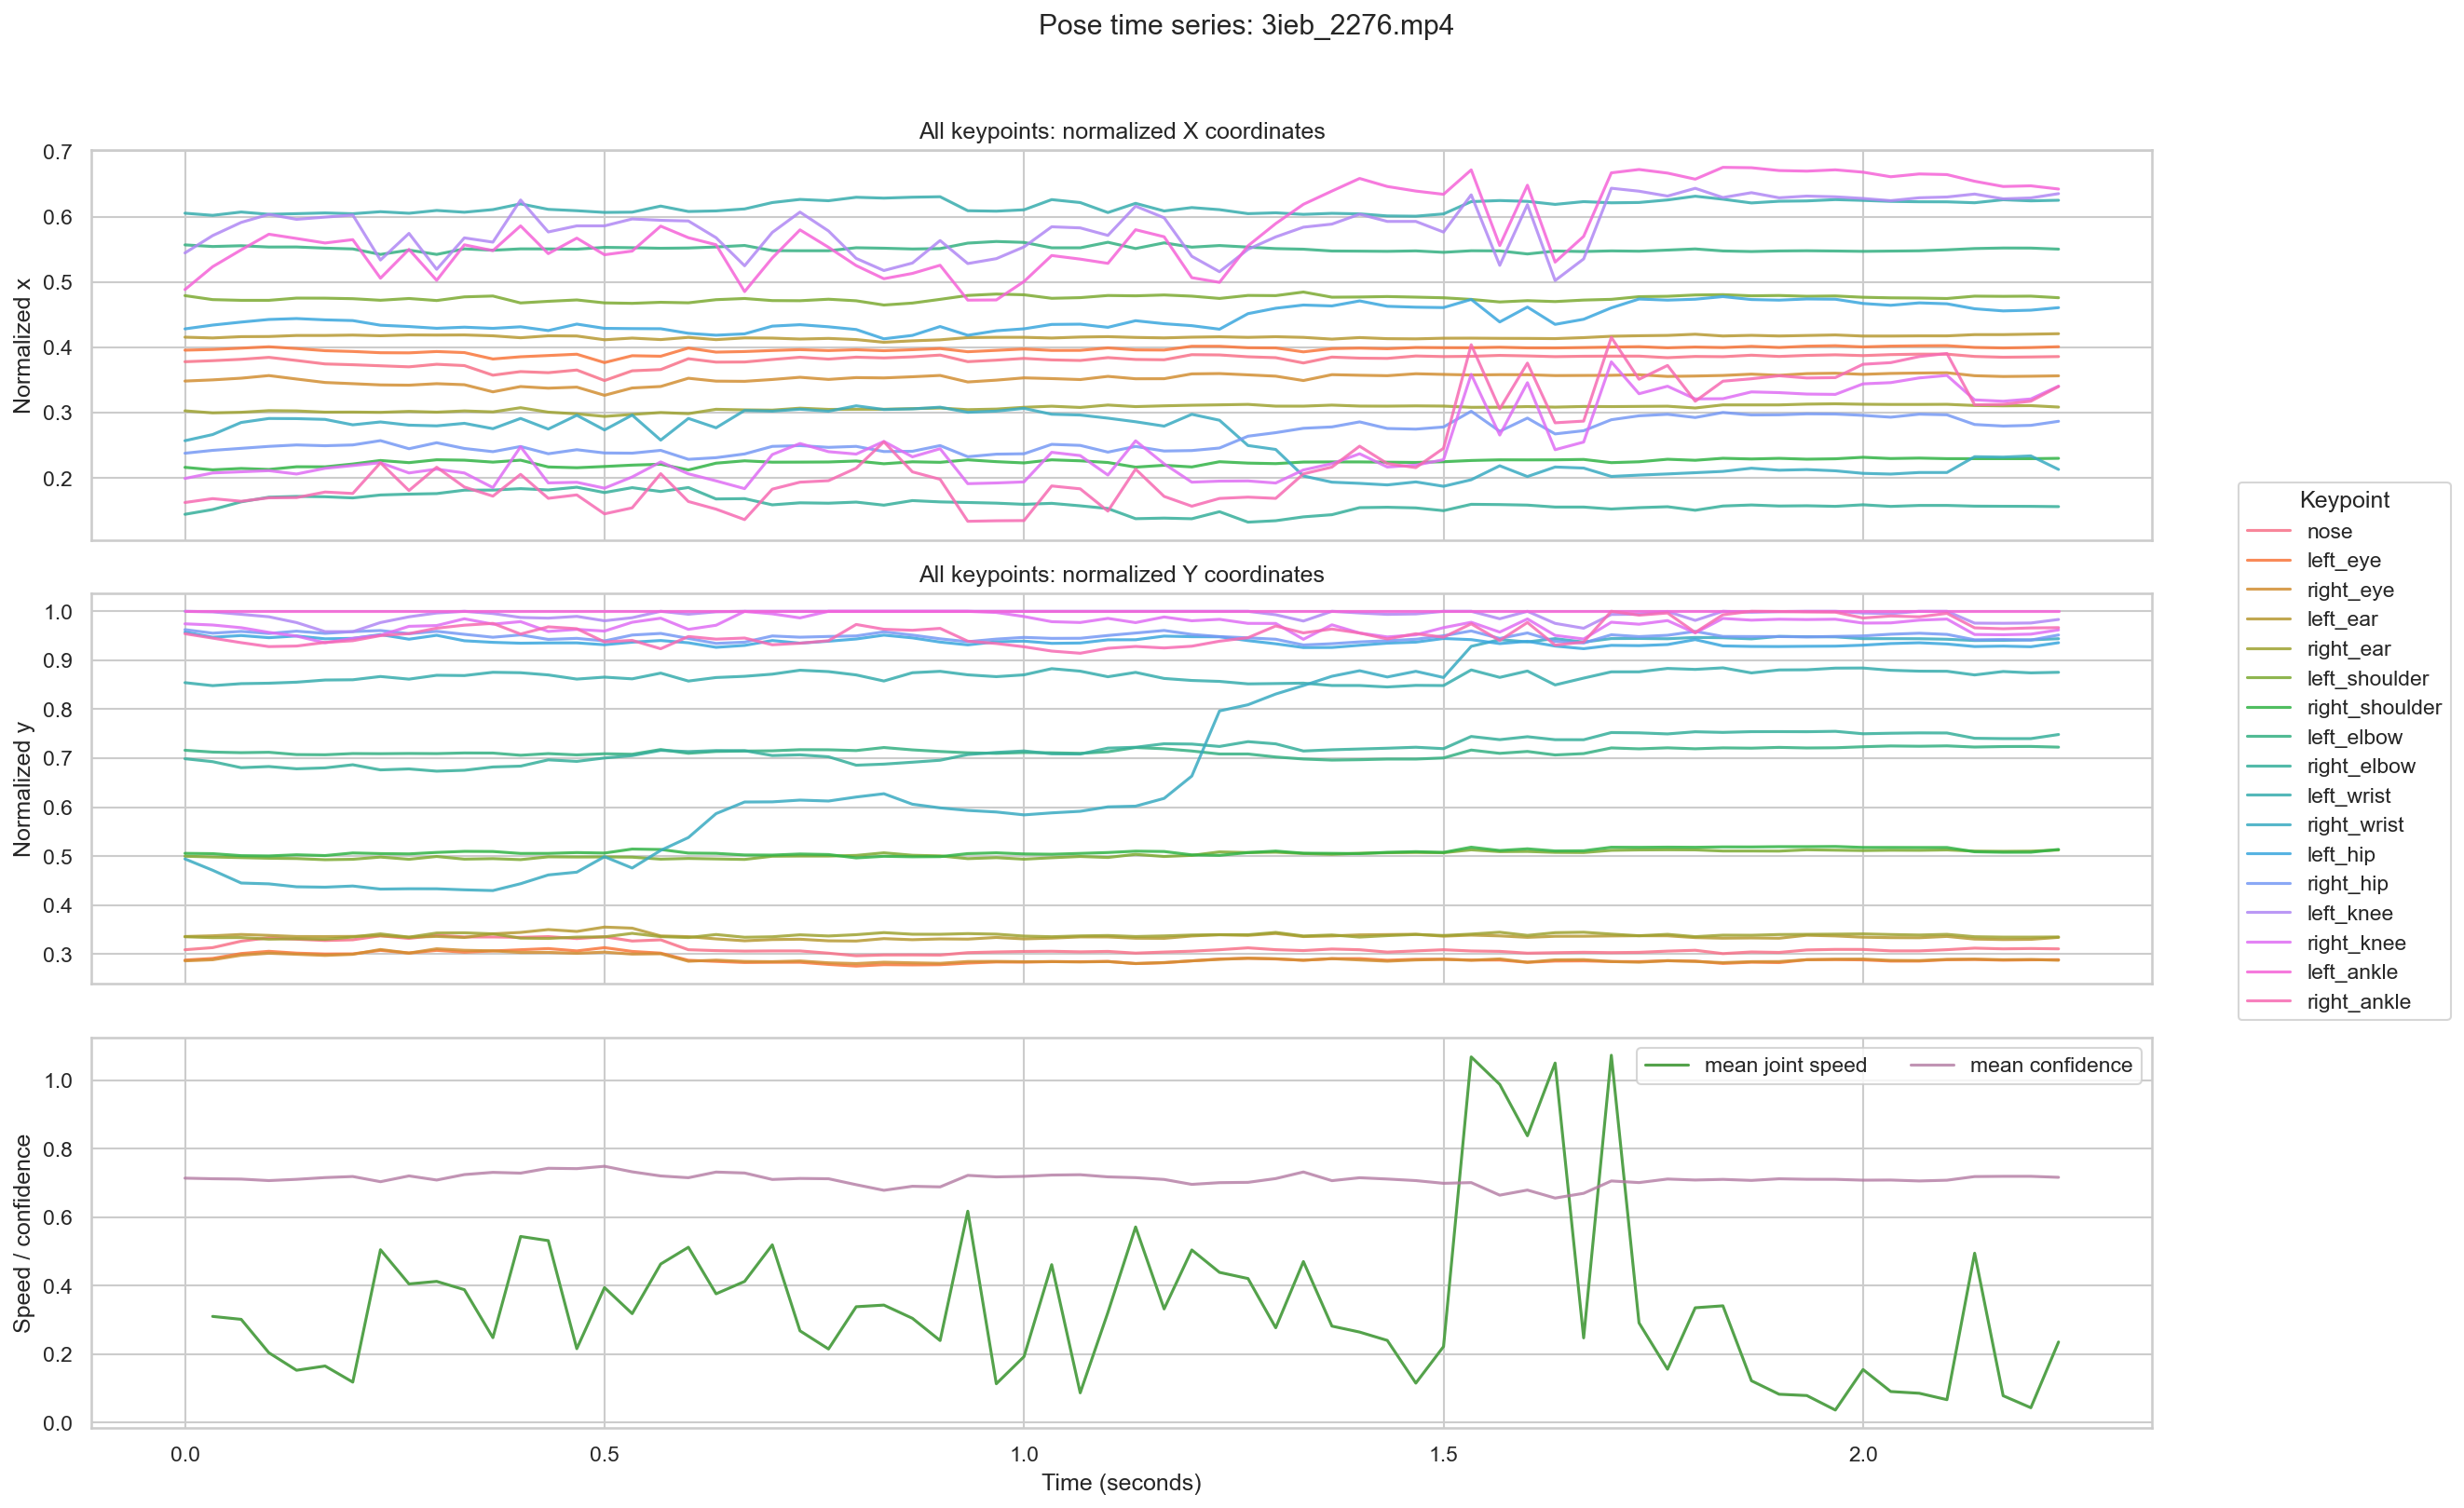 Pose time series: 3ieb_2276.mp4
All keypoints: normalized X coordinates
Normalized x
0.7
0.6
0.5
0.4
0.3
0.2
All keypoints: normalized Y coordinates
Normalized y
1.0
0.9
0.8
0.7
0.6
0.5
0.4
0.3
Keypoint
nose
left_eye
right_eye
left_ear
right_ear
left_shoulder
right_shoulder
left_elbow
right_elbow
left_wrist
right_wrist
left_hip
right_hip
left_knee
right_knee
left_ankle
right_ankle
Speed / confidence
1.0
0.8
0.6
0.4
0.2
0.0
mean joint speed
mean confidence
0.0
0.5
1.0
1.5
2.0
Time (seconds)